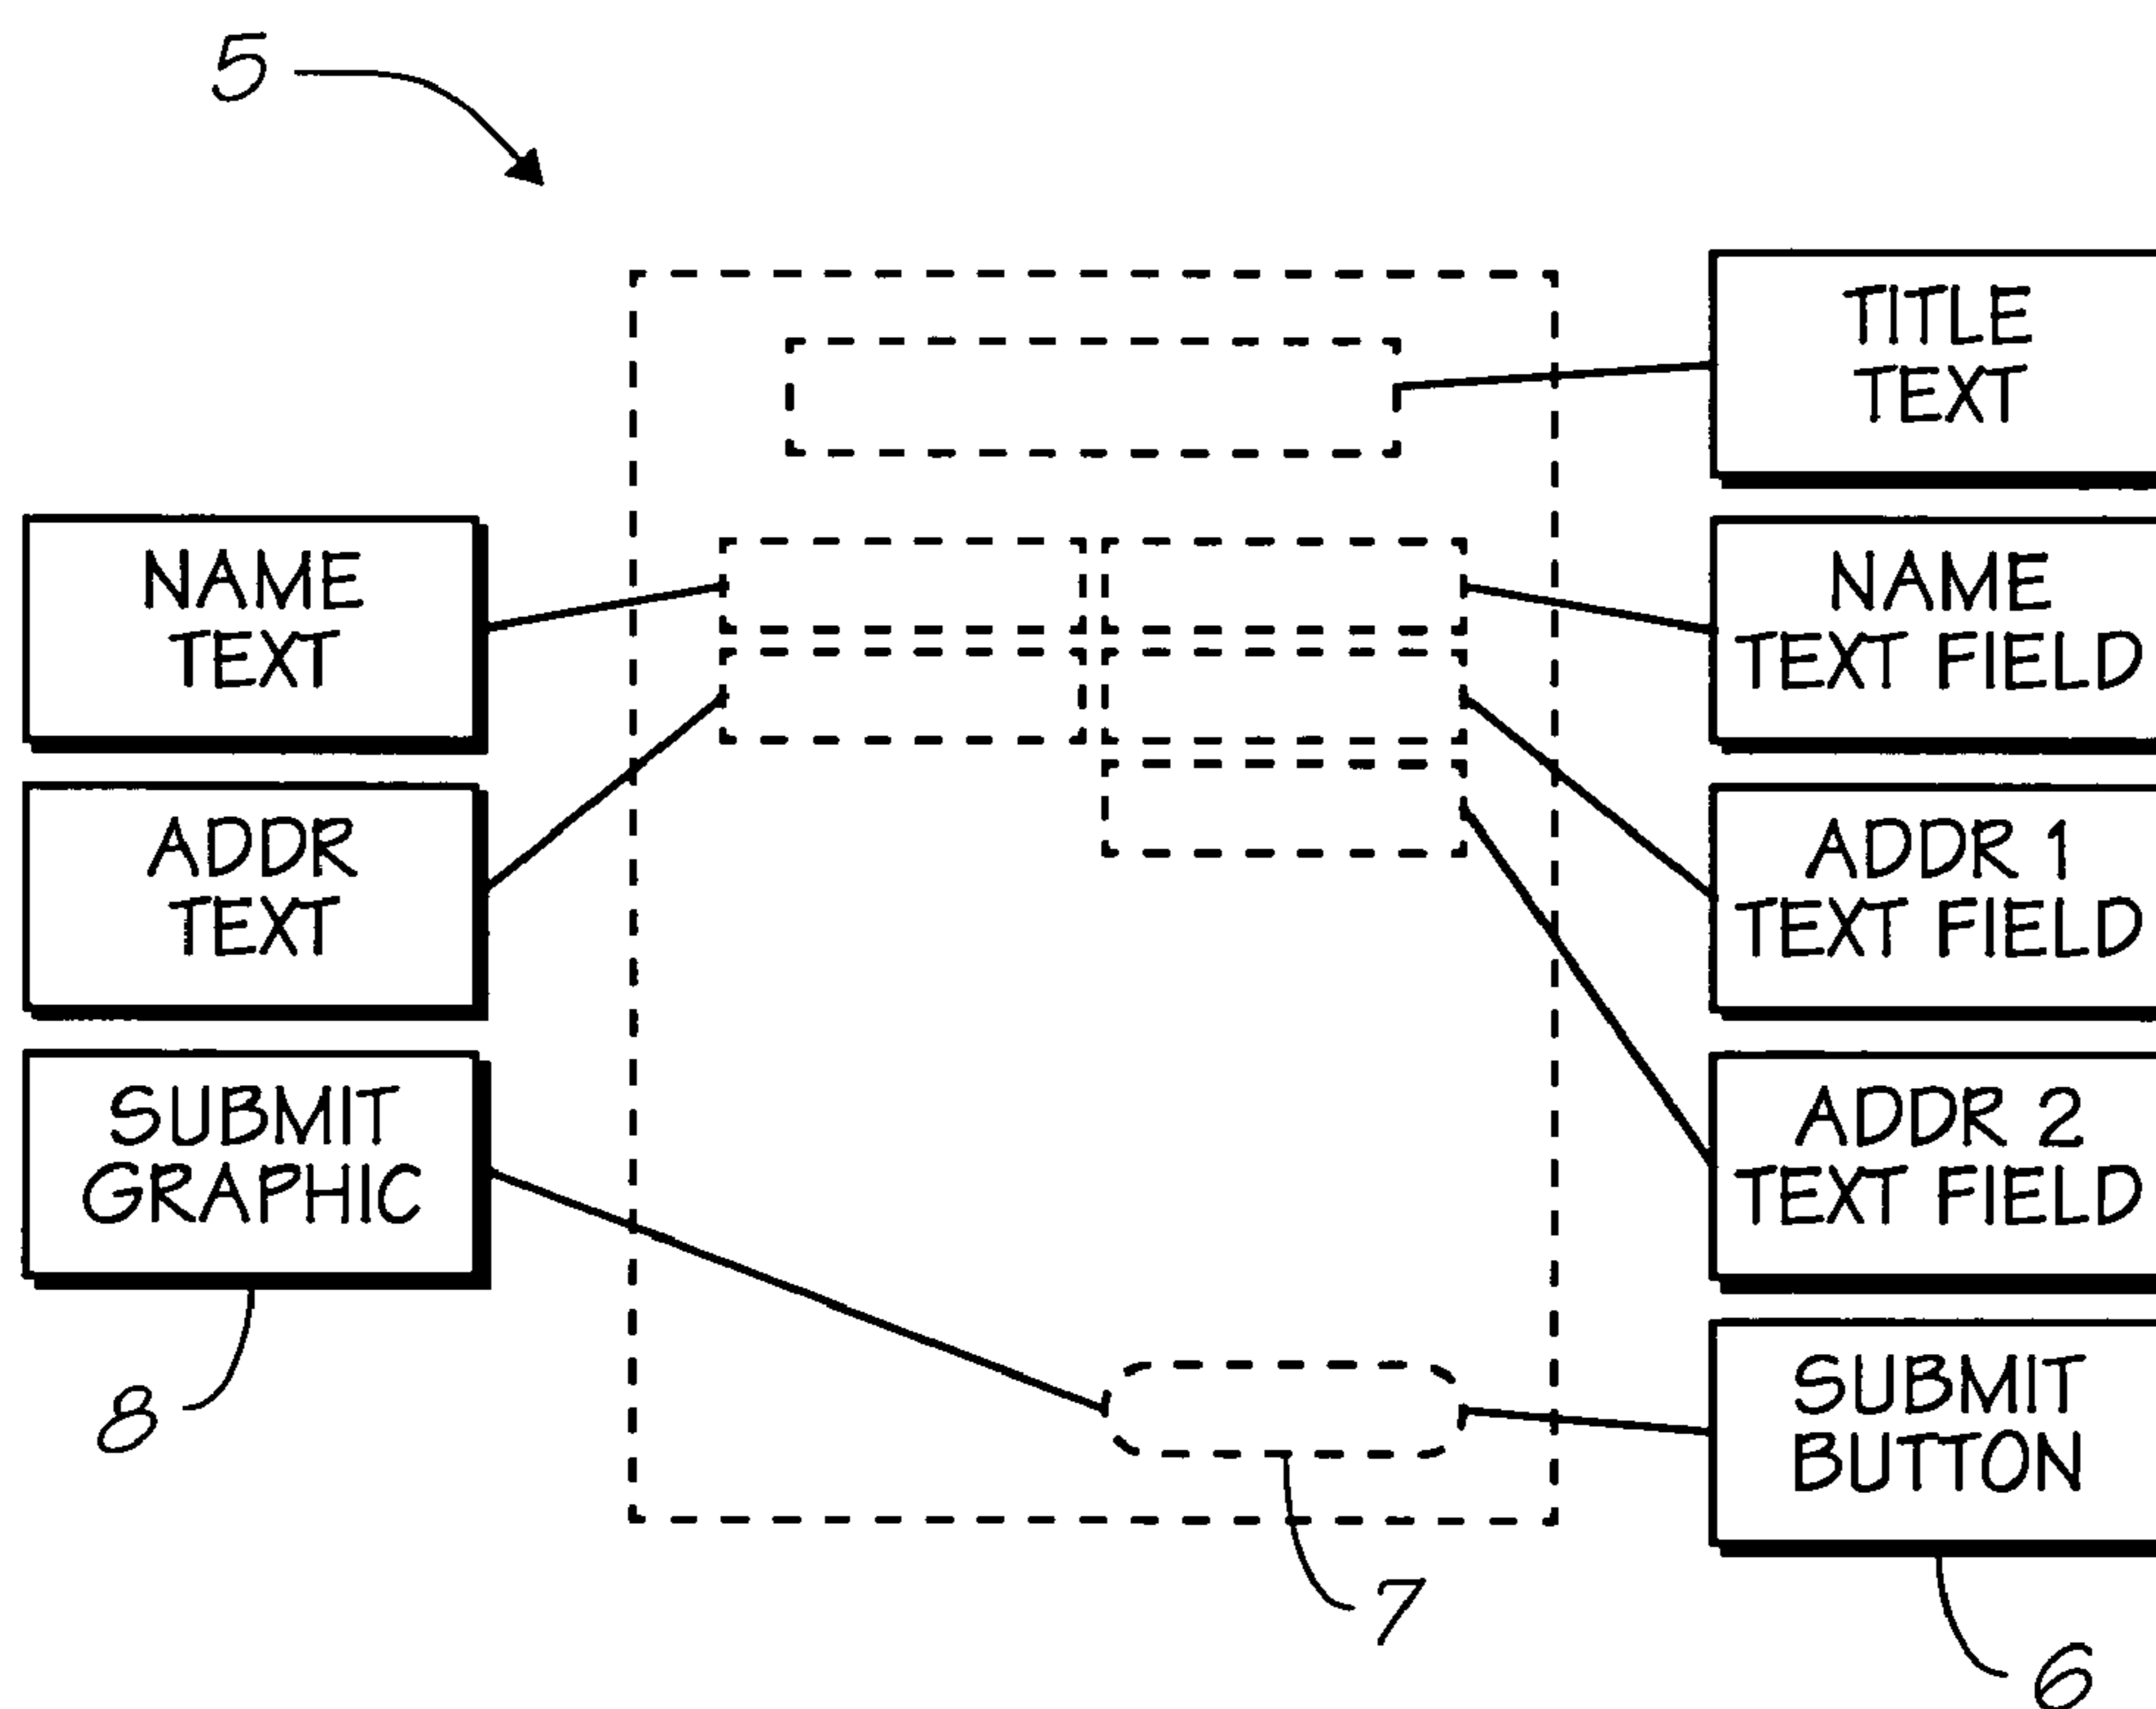 5
TITLE
TEXT
NAME
TEXT
NAME
TEXT FIELD
ADDR
TEXT
ADDR 1
TEXT FIELD
SUBMIT
GRAPHIC
ADDR 2
TEXT FIELD
SUBMIT
BUTTON
8
7
6